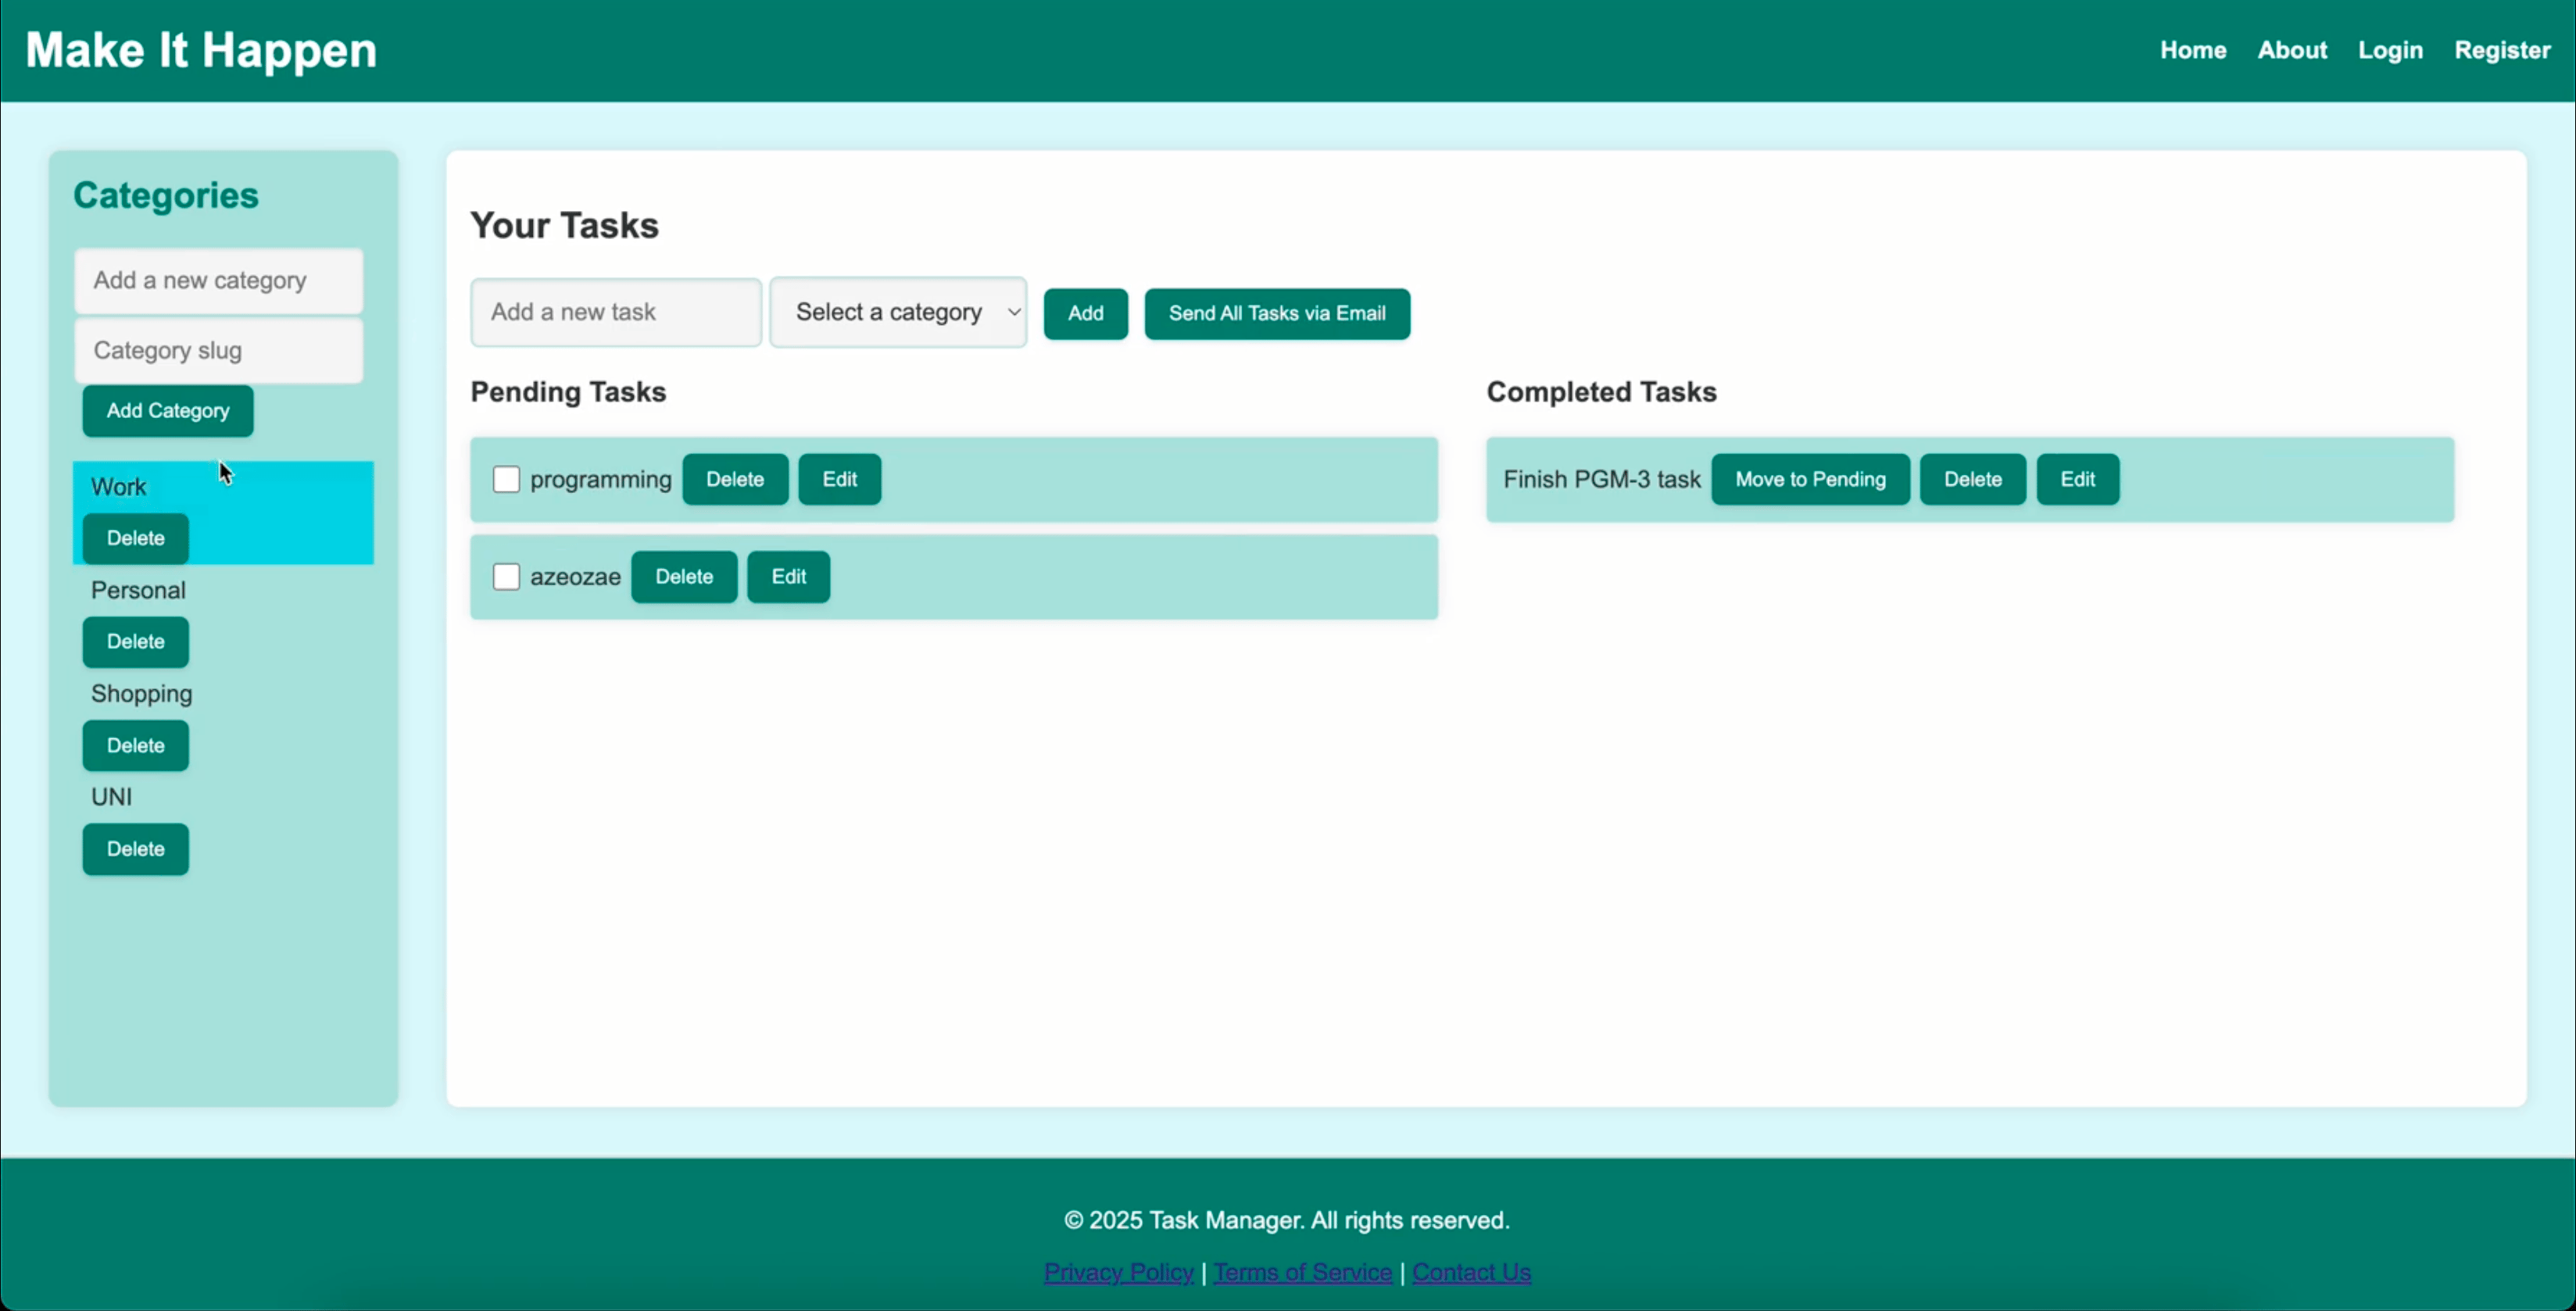 Make It Happen
Home About Login Register
Categories
Add a new category
Category slug
Add Category
Work
Delete
Personal
Delete
Shopping
Delete
UNI
Delete
Your Tasks
Add a new task Select a category Add Send All Tasks via Email
Pending Tasks
programming Delete Edit
azeozae Delete Edit
Completed Tasks
Finish PGM-3 task Move to Pending Delete Edit
© 2025 Task Manager. All rights reserved.
Privacy Policy | Terms of Service | Contact Us